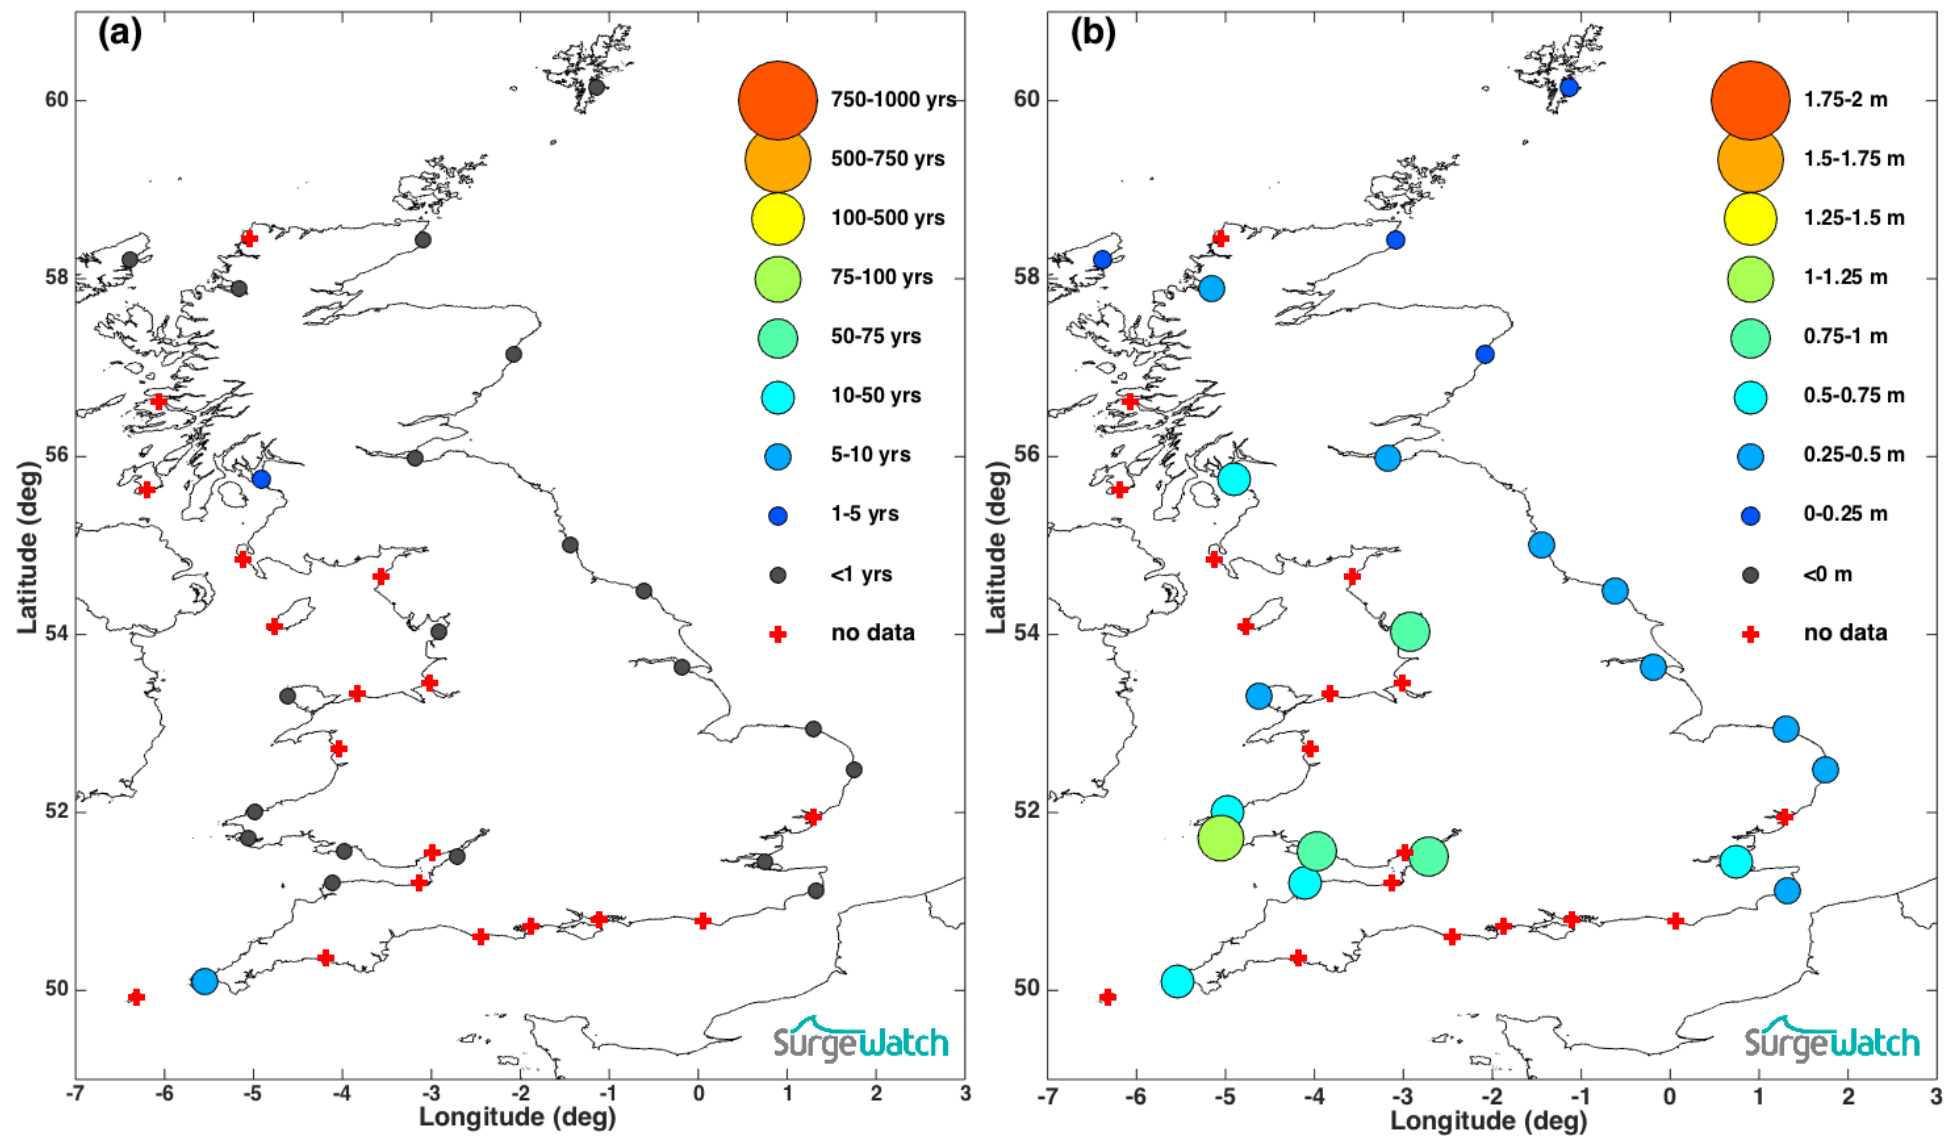 (a)
750-1000 yrs
500-750 yrs
100-500 yrs
75-100 yrs
50-75 yrs
10-50 yrs
5-10 yrs
1-5 yrs
<1 yrs
no data
60
58
56
54
52
50
Latitude (deg)
-7 -6 -5 -4 -3 -2 -1 0 1 2 3
Longitude (deg)
SurgeWatch
(b)
1.75-2 m
1.5-1.75 m
1.25-1.5 m
1-1.25 m
0.75-1 m
0.5-0.75 m
0.25-0.5 m
0-0.25 m
<0 m
no data
60
58
56
54
52
50
Latitude (deg)
-7 -6 -5 -4 -3 -2 -1 0 1 2 3
Longitude (deg)
SurgeWatch